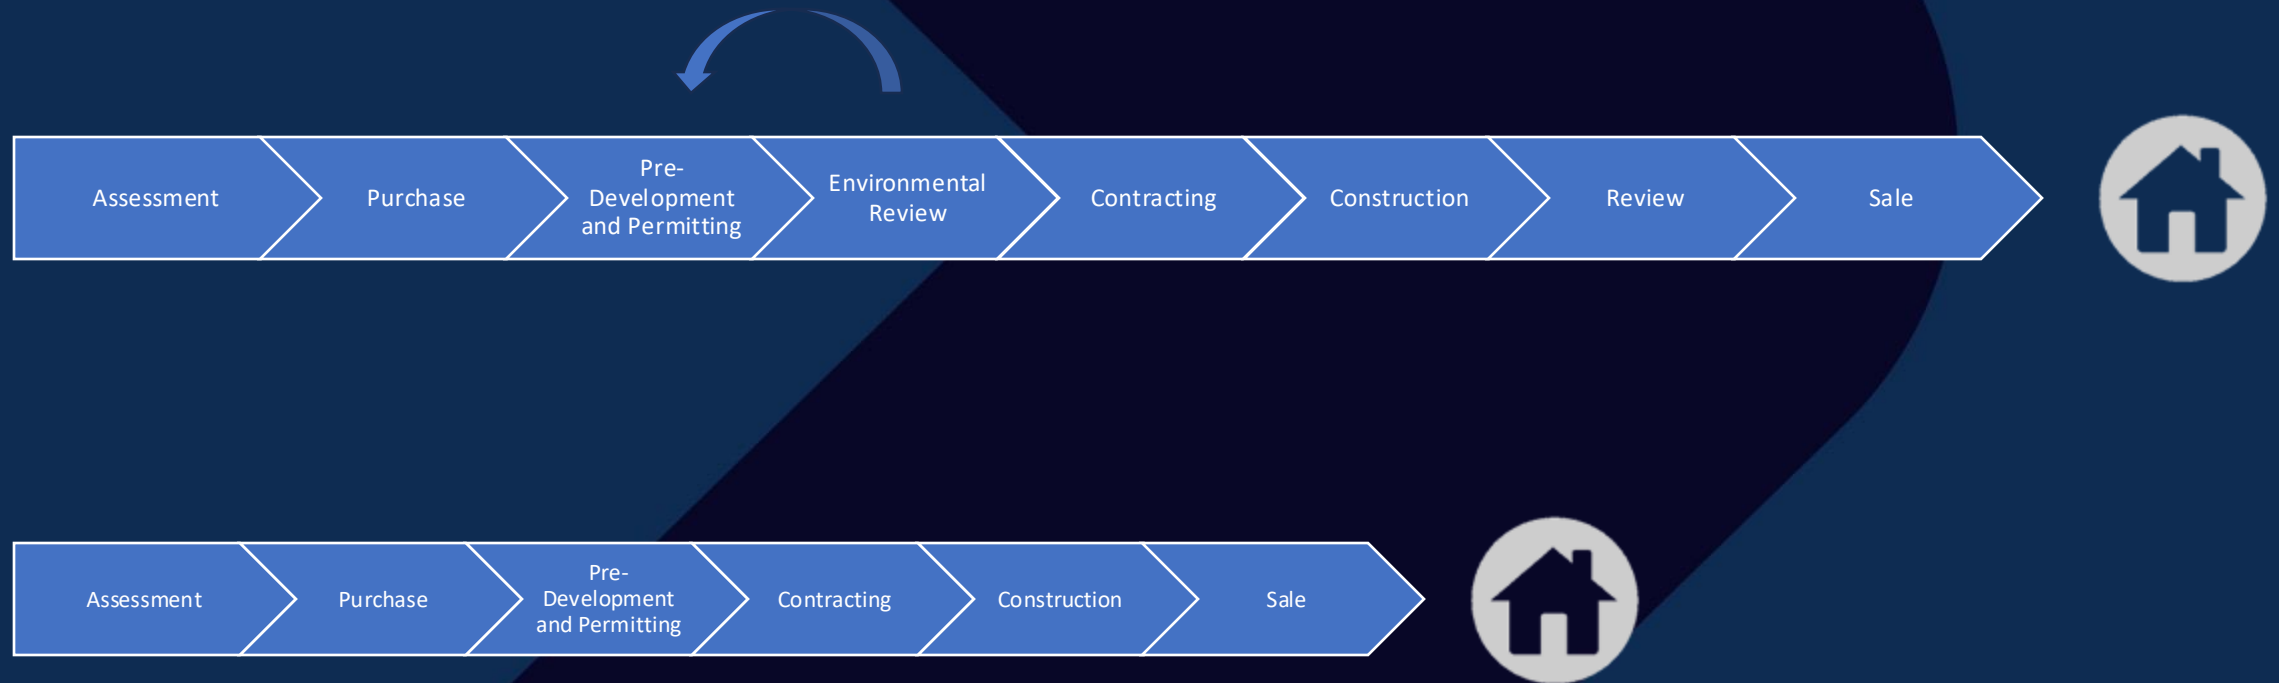 Assessment
Purchase
Pre-
Development
and Permitting
Environmental
Review
Contracting
Construction
Review
Sale
Assessment
Purchase
Pre-
Development
and Permitting
Contracting
Construction
Sale